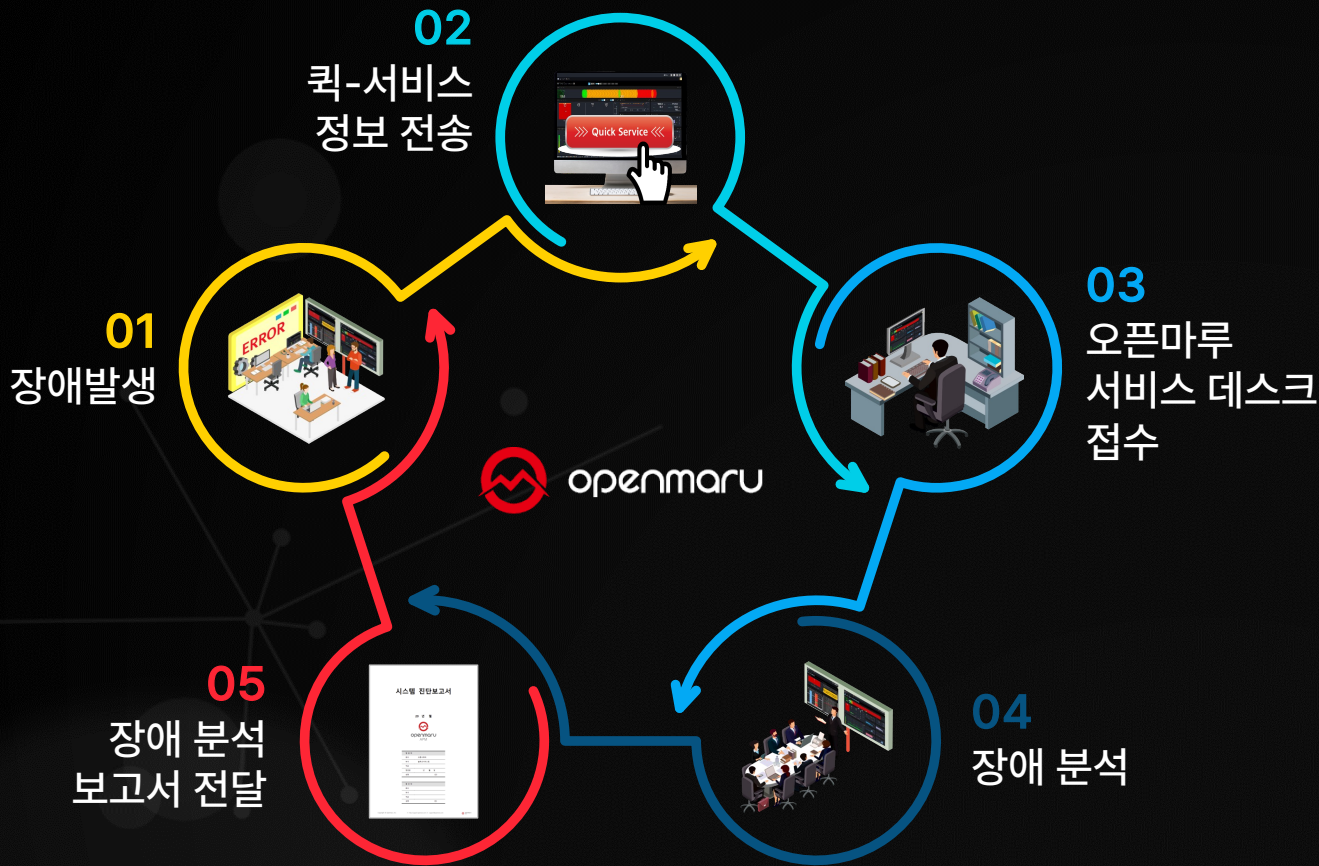 02
퀵-서비스
정보 전송
Quick Service
01
장애발생
ERROR
03
오픈마루
서비스 데스크
접수
openmaru
05
장애 분석
보고서 전달
시스템 진단보고서
openmaru
04
장애 분석